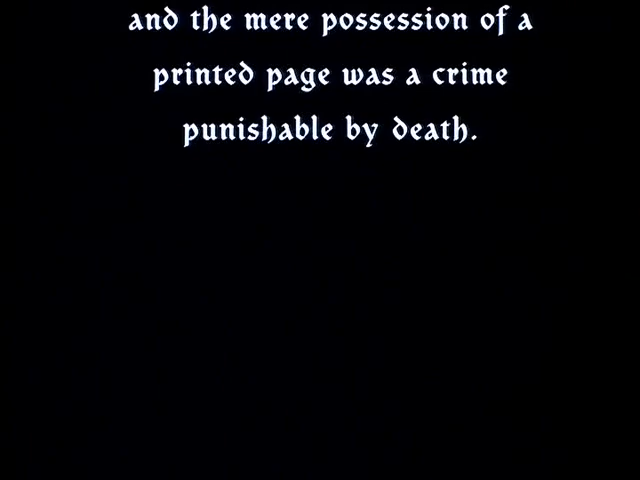 and the mere possession of a
printed page was a crime
punishable by death.